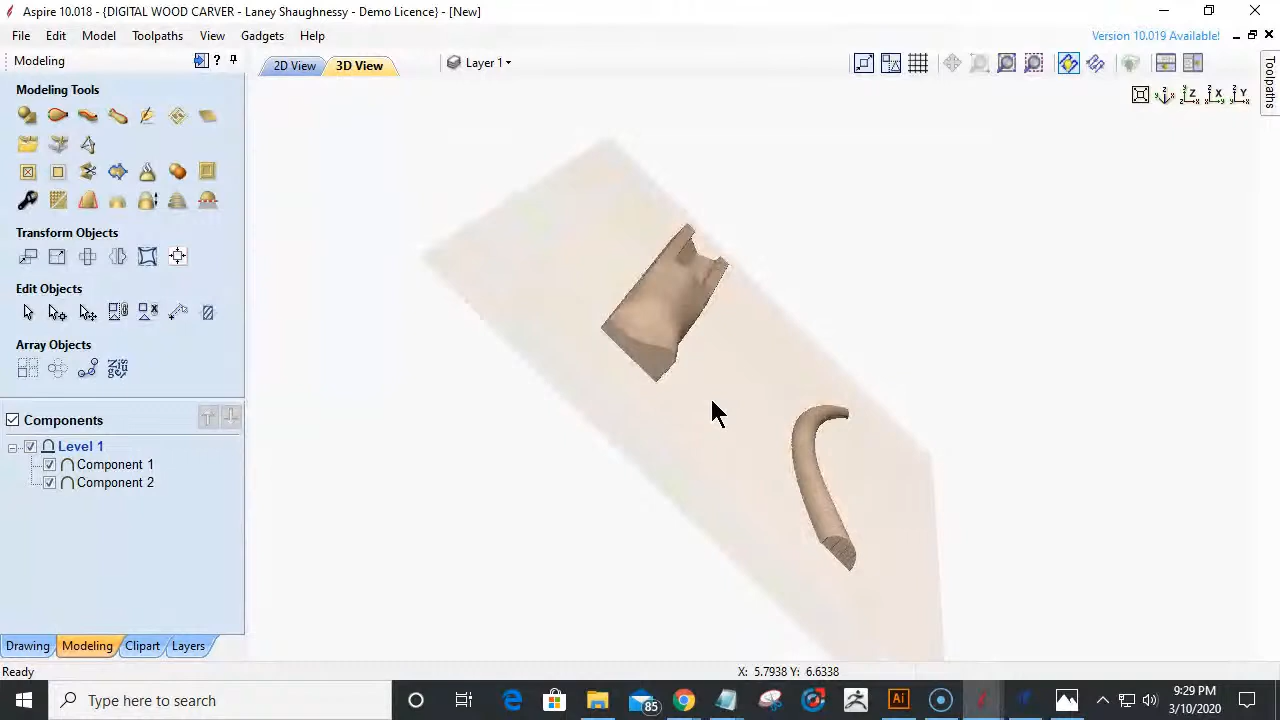 Aspire 10.018 - {DIGITAL WOOD CARVER - Laney Shaughnessy - Demo Licence} - [New]
File Edit Model Toolpaths View Gadgets Help
Version 10.019 Available!
Modeling
2D View 3D View
Layer 1
Toolpaths
Modeling Tools
Z X Y
Transform Objects
Edit Objects
Array Objects
Components
Level 1
Component 1
Component 2
Drawing Modeling Clipart Layers
Ready
X: 5.7938 Y: 6.6338
Type here to search
85
Ai
9:29 PM
3/10/2020